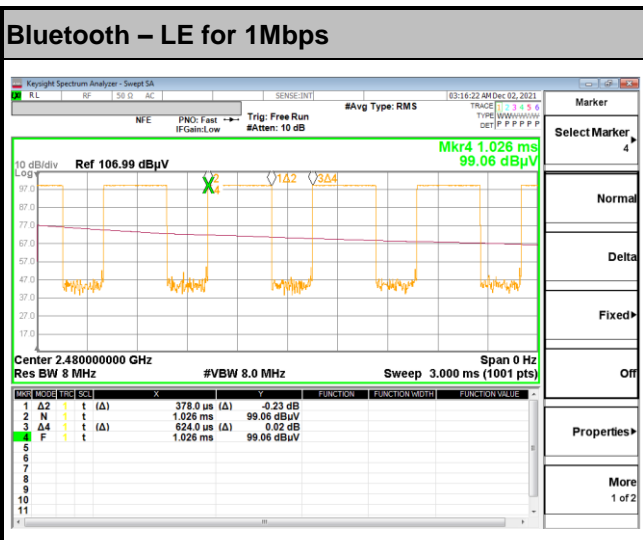 Bluetooth – LE for 1Mbps
Keysight Spectrum Analyzer - Swept SA
RL RF 50 Ω AC SENSE:INT 03:16:22 AM Dec 02, 2021
#Avg Type: RMS TRACE 1 2 3 4 5 6
NFE PNO: Fast Trig: Free Run TYPE WWWWWW
IFGain:Low #Atten: 10 dB DET P P P P P P
Mkr4 1.026 ms
99.06 dBµV
10 dB/div Ref 106.99 dBµV
Log
97.0
87.0
77.0
67.0
57.0
47.0
37.0
27.0
17.0
2
4
1Δ2
3Δ4
Center 2.480000000 GHz Span 0 Hz
Res BW 8 MHz #VBW 8.0 MHz Sweep 3.000 ms (1001 pts)
MKR MODE TRC SCL X Y FUNCTION FUNCTION WIDTH FUNCTION VALUE
1 Δ2 1 t (Δ) 378.0 µs (Δ) -0.23 dB
2 N 1 t 1.026 ms 99.06 dBµV
3 Δ4 1 t (Δ) 624.0 µs (Δ) 0.02 dB
4 F 1 t 1.026 ms 99.06 dBµV
5
6
7
8
9
10
11
Marker
Select Marker
4
Normal
Delta
Fixed
Off
Properties
More
1 of 2